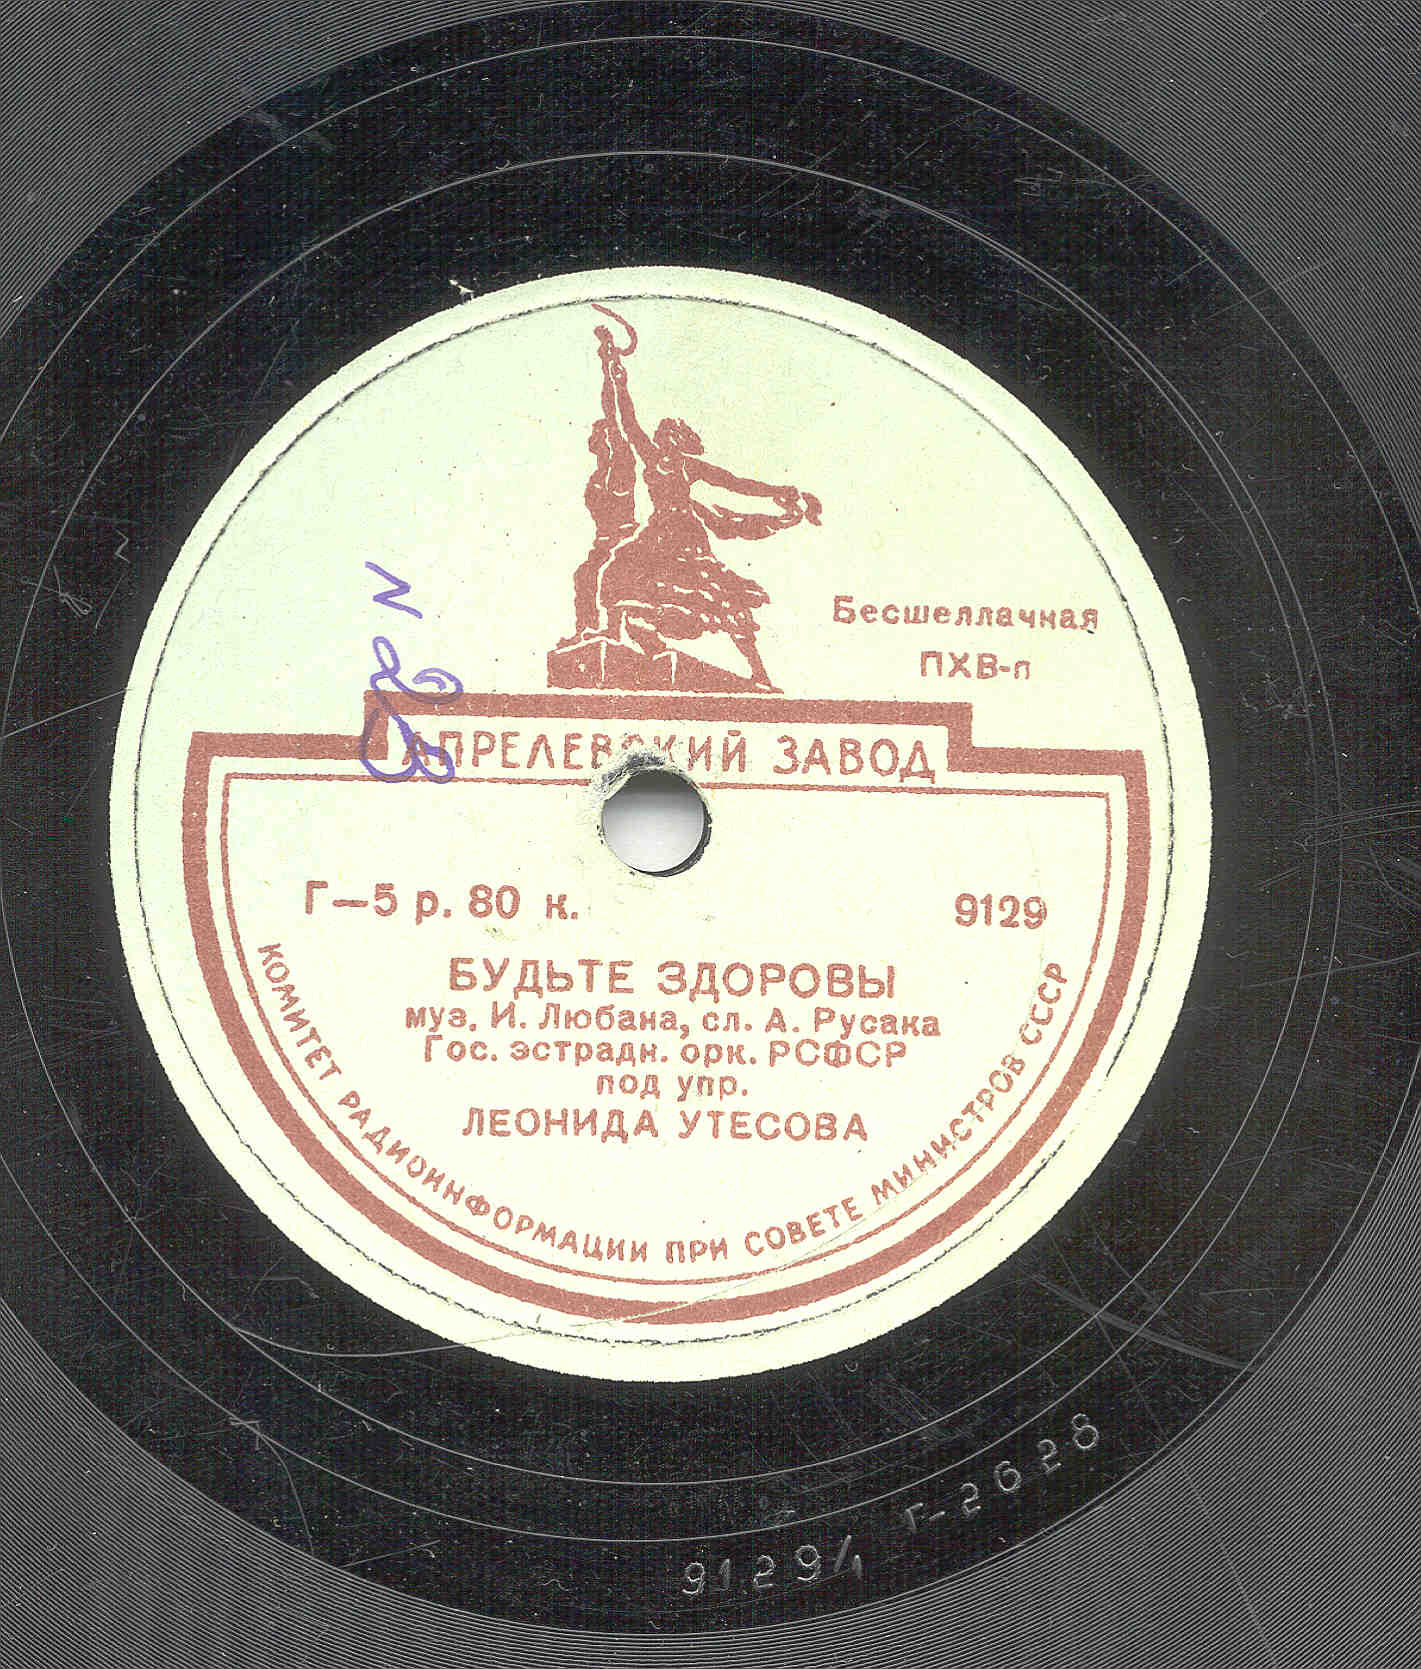 Бесшеллачная
ПХВ-п
АПРЕЛЕВСКИЙ ЗАВОД
Г—5 р. 80 к.
9129
БУДЬТЕ ЗДОРОВЫ
муз. И. Любана, сл. А. Русака
Гос. эстрадн. орк. РСФСР
под упр.
ЛЕОНИДА УТЕСОВА
КОМИТЕТ РАДИОИНФОРМАЦИИ ПРИ СОВЕТЕ МИНИСТРОВ СССР
г-2628